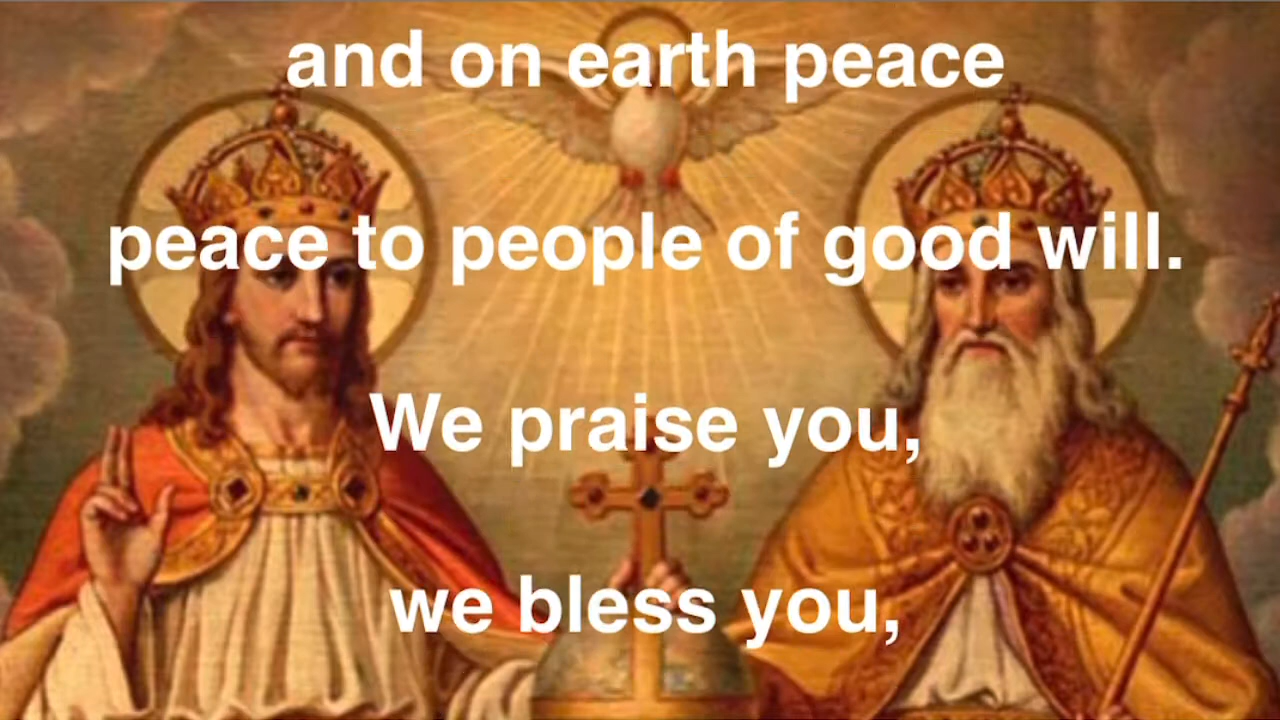 and on earth peace
peace to people of good will.
We praise you,
we bless you,